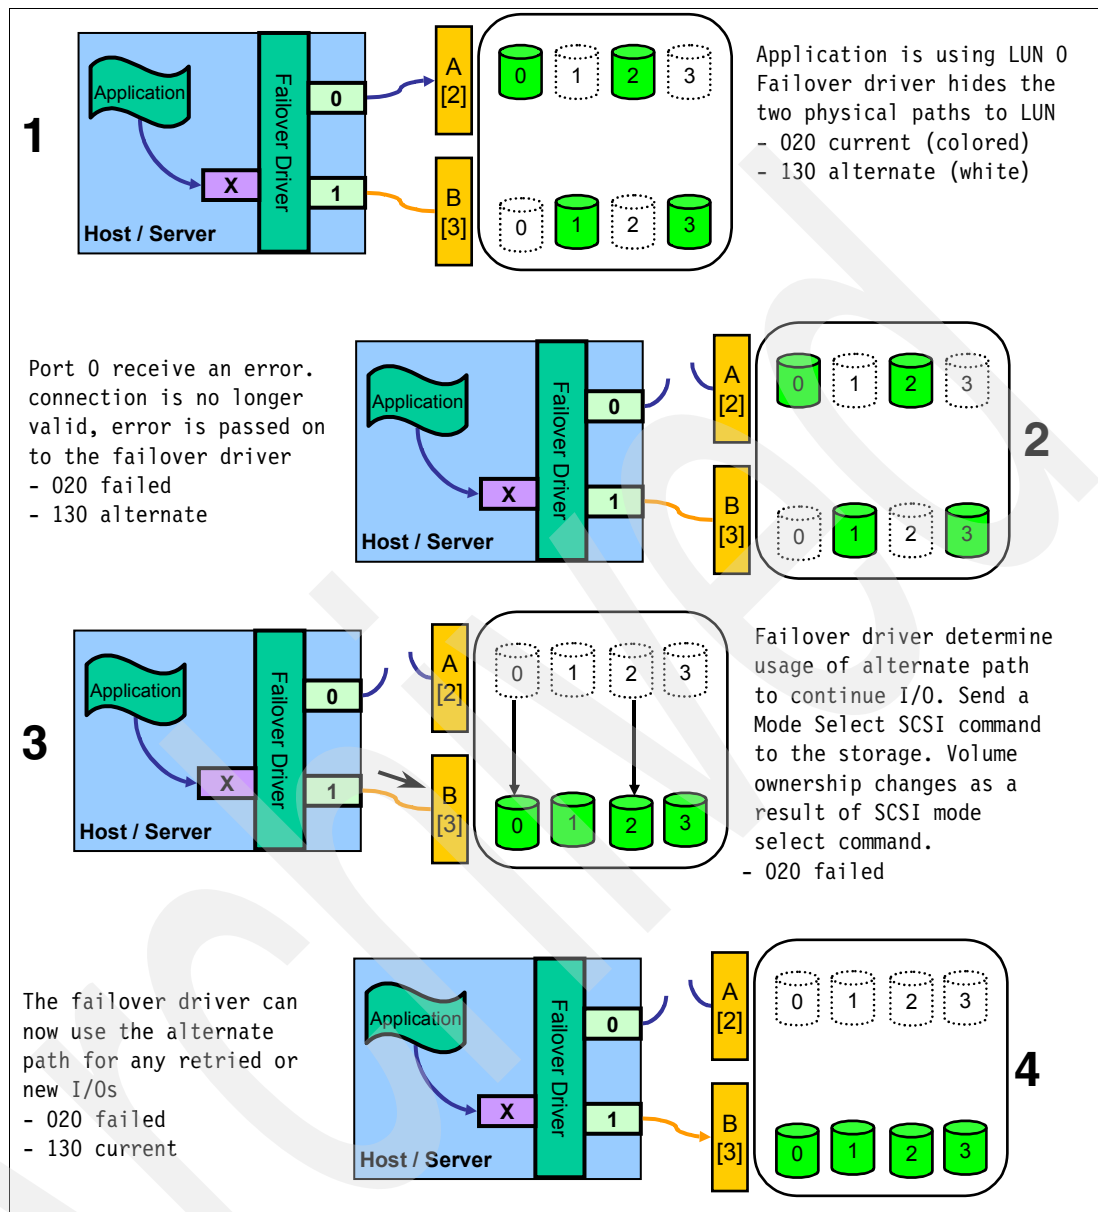 1
Application
X
Failover Driver
0
1
Host / Server
A
[2]
B
[3]
0 1 2 3
0 1 2 3
Application is using LUN 0
Failover driver hides the
two physical paths to LUN
- 020 current (colored)
- 130 alternate (white)
Port 0 receive an error.
connection is no longer
valid, error is passed on
to the failover driver
- 020 failed
- 130 alternate
Application
X
Failover Driver
0
1
Host / Server
A
[2]
B
[3]
0 1 2 3
0 1 2 3
2
3
Application
X
Failover Driver
0
1
Host / Server
A
[2]
B
[3]
0 1 2 3
0 1 2 3
Failover driver determine
usage of alternate path
to continue I/O. Send a
Mode Select SCSI command
to the storage. Volume
ownership changes as a
result of SCSI mode
select command.
- 020 failed
The failover driver can
now use the alternate
path for any retried or
new I/Os
- 020 failed
- 130 current
Application
X
Failover Driver
0
1
Host / Server
A
[2]
B
[3]
0 1 2 3
0 1 2 3
4